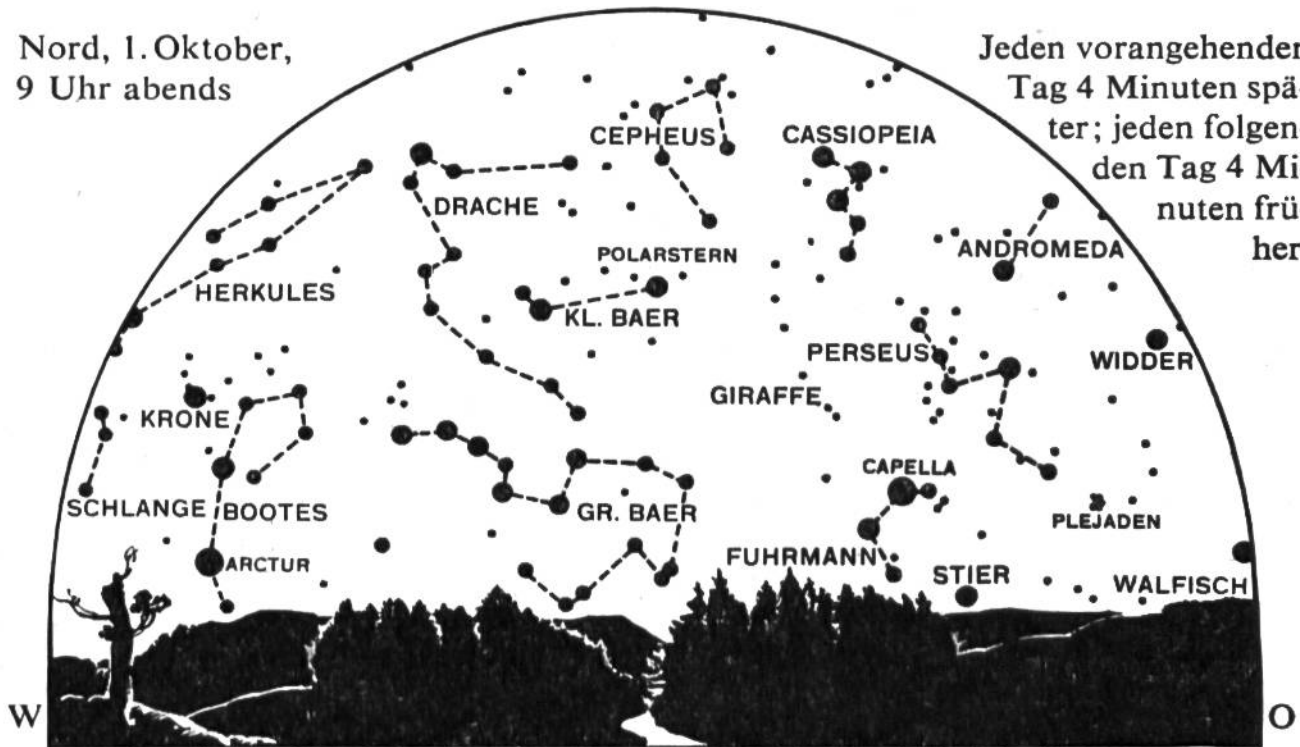 Nord, 1. Oktober,
9 Uhr abends
Jeden vorangehenden
Tag 4 Minuten spä-
ter; jeden folgen-
den Tag 4 Mi-
nuten frü-
her
CEPHEUS
CASSIOPEIA
DRACHE
ANDROMEDA
POLARSTERN
HERKULES
KL. BAER
PERSEUS
WIDDER
GIRAFFE
KRONE
CAPELLA
SCHLANGE
BOOTES
GR. BAER
PLEJADEN
ARCTUR
FUHRMANN
STIER
WALFISCH
W
O